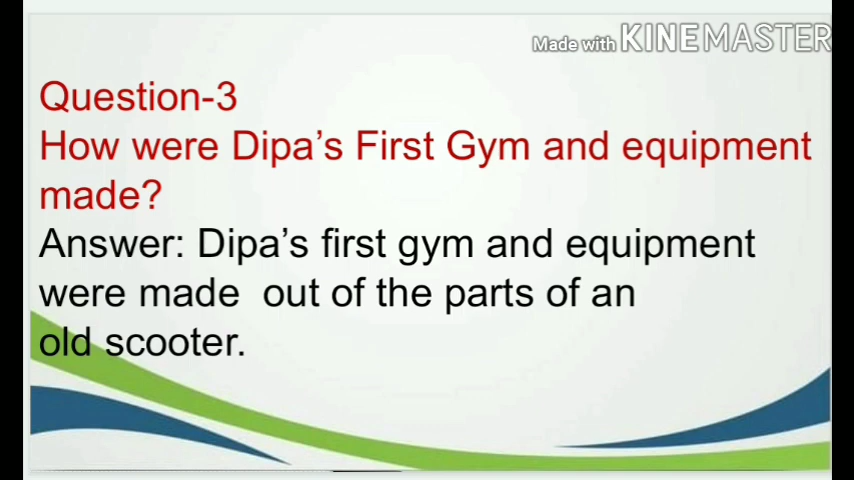 Made with KINEMASTER
Question-3
How were Dipa’s First Gym and equipment
made?
Answer: Dipa’s first gym and equipment
were made  out of the parts of an
old scooter.